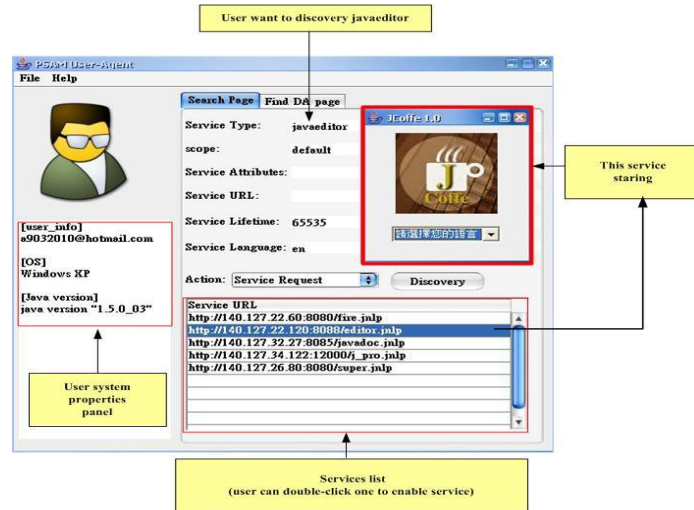 User want to discovery javaeditor
PSAM User-Agent
File Help
Search Page Find DA page
Service Type: javaeditor
scope: default
Service Attributes:
Service URL:
Service Lifetime: 65535
Service Language: en
Action: Service Request Discovery
JCoffe 1.0
J
Coffe
請選擇您的語言
This service
staring
[user_info]
a9032010@hotmail.com
[OS]
Windows XP
[Java version]
java version "1.5.0_03"
Service URL
http://140.127.22.60:8080/fire.jnlp
http://140.127.22.120:8088/editor.jnlp
http://140.127.32.27:8085/javadoc.jnlp
http://140.127.34.122:12000/j_pro.jnlp
http://140.127.26.80:8080/super.jnlp
User system
properties
panel
Services list
(user can double-click one to enable service)